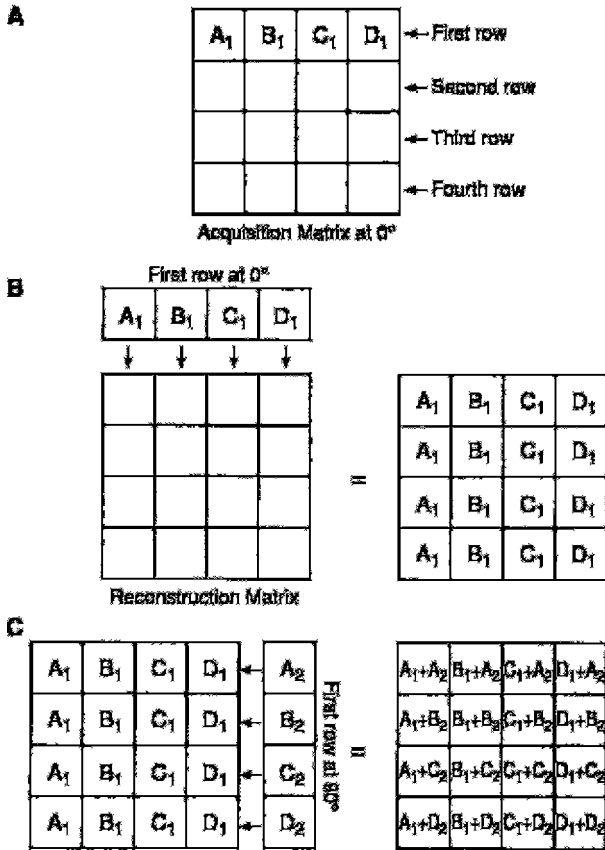 A
A₁ B₁ C₁ D₁ First row
Second row
Third row
Fourth row
Acquisition Matrix at 0°
B
First row at 0°
A₁ B₁ C₁ D₁
A₁ B₁ C₁ D₁
A₁ B₁ C₁ D₁
=
A₁ B₁ C₁ D₁
A₁ B₁ C₁ D₁
Reconstruction Matrix
C
A₁ B₁ C₁ D₁ A₂
A₁ B₁ C₁ D₁ B₂
A₁ B₁ C₁ D₁ C₂
A₁ B₁ C₁ D₁ D₂
First row at 90°
=
A₁+A₂ B₁+A₂ C₁+A₂ D₁+A₂
A₁+B₂ B₁+B₂ C₁+B₂ D₁+B₂
A₁+C₂ B₁+C₂ C₁+C₂ D₁+C₂
A₁+D₂ B₁+D₂ C₁+D₂ D₁+D₂